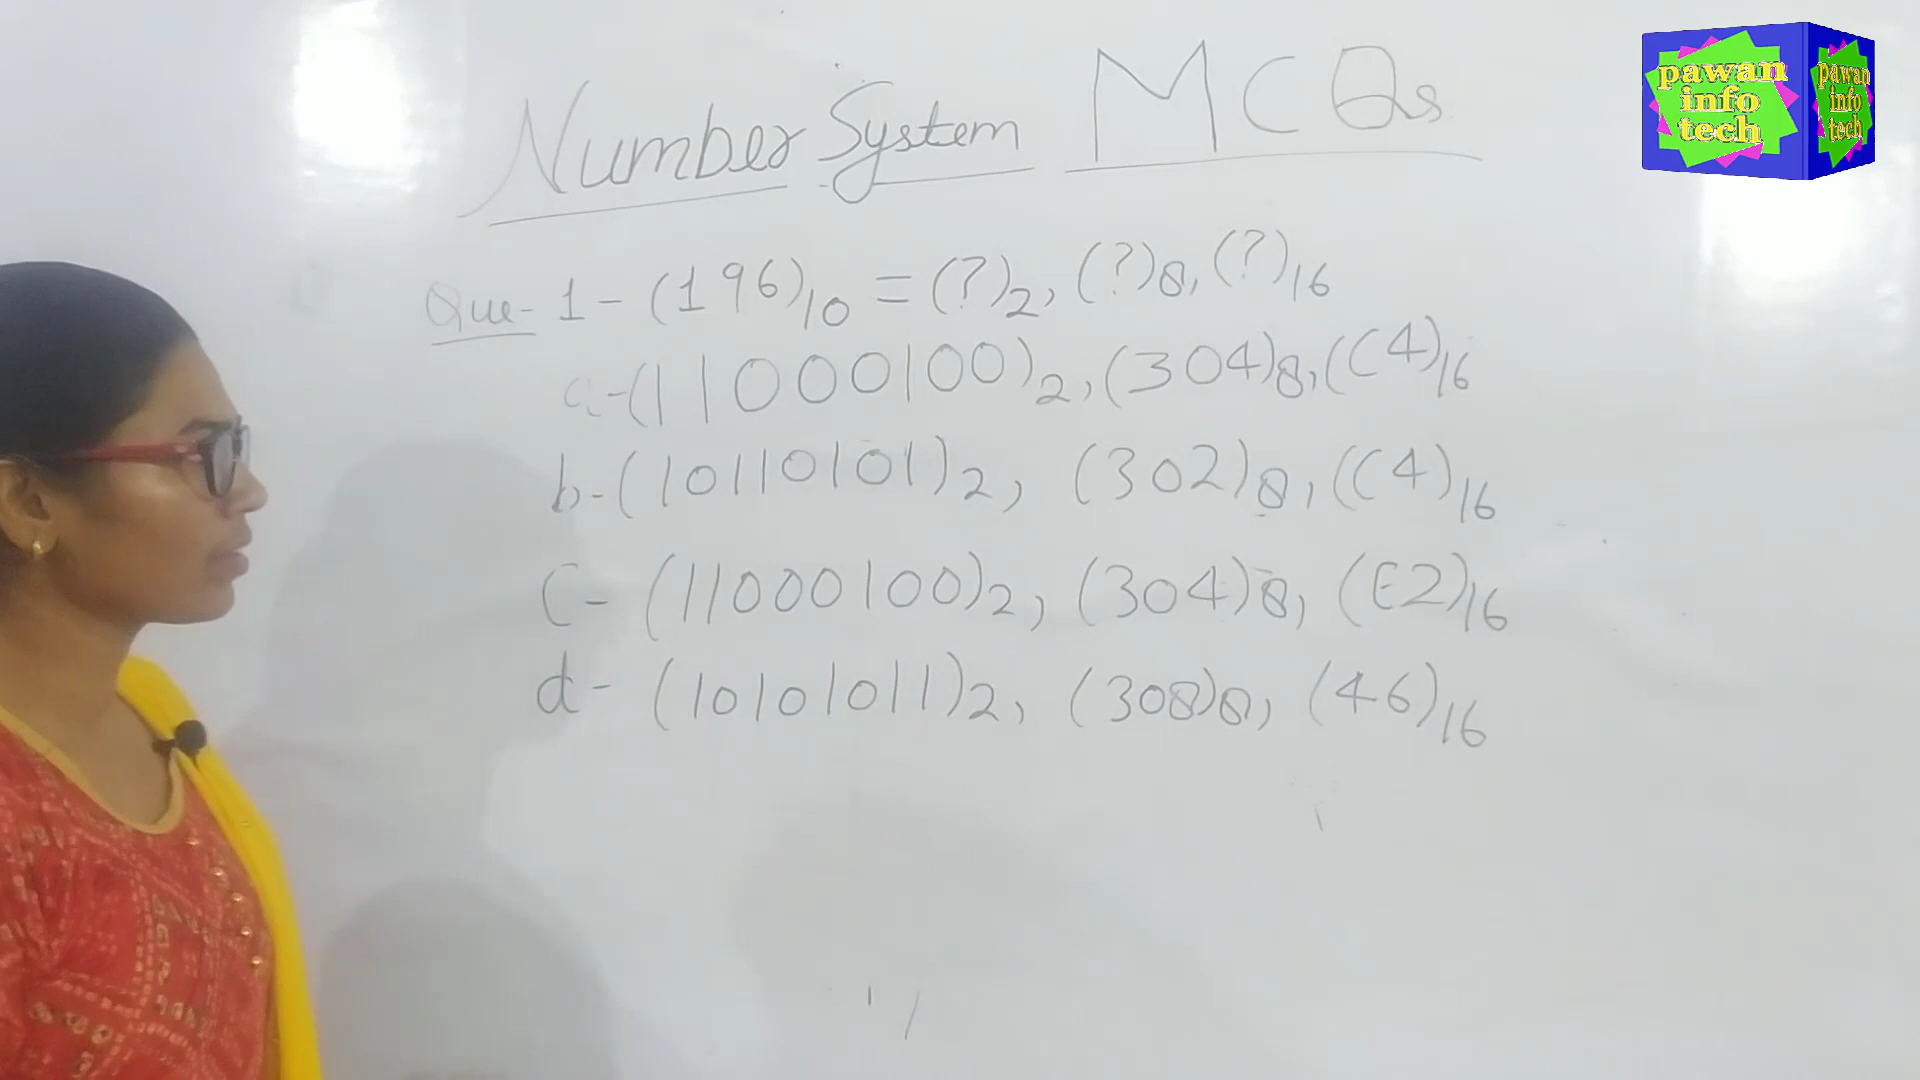 Number System MCQs
Que- 1 - (196)10 = (?)2, (?)8, (?)16
a-(11000100)2, (304)8, (C4)16
b-(10110101)2, (302)8, (C4)16
C- (11000100)2, (304)8, (E2)16
d- (10101011)2, (308)8, (46)16
pawan
info
tech
pawan
info
tech